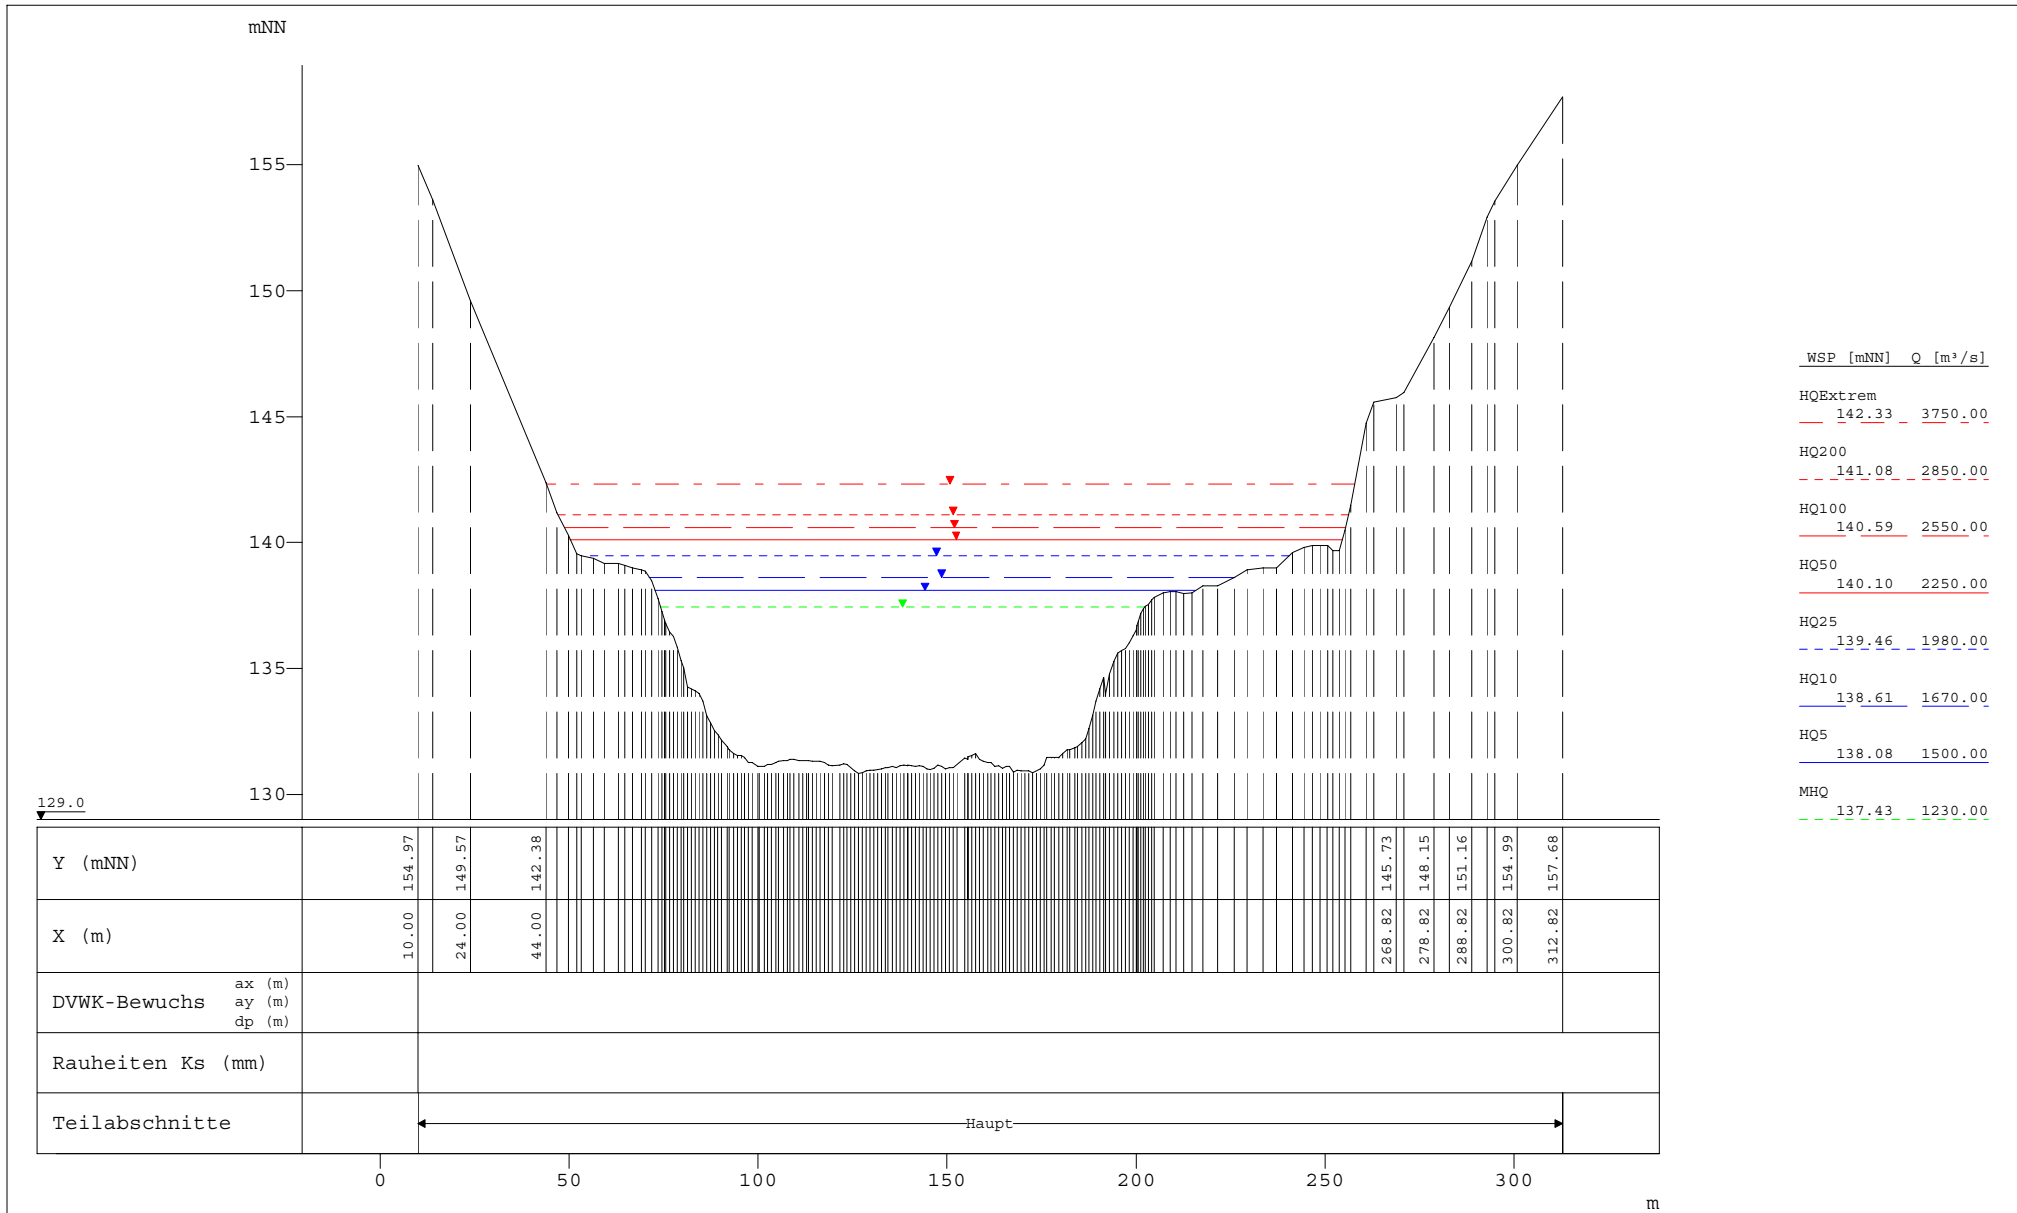 mNN
155
150
145
140
135
130
129.0
WSP [mNN] Q [m³/s]
HQExtrem
142.33 3750.00
HQ200
141.08 2850.00
HQ100
140.59 2550.00
HQ50
140.10 2250.00
HQ25
139.46 1980.00
HQ10
138.61 1670.00
HQ5
138.08 1500.00
MHQ
137.43 1230.00
Y (mNN) 154.97 149.57 142.38 145.73 148.15 151.16 154.99 157.68
X (m) 10.00 24.00 44.00 268.82 278.82 288.82 300.82 312.82
DVWK-Bewuchs
ax (m)
ay (m)
dp (m)
Rauheiten Ks (mm)
Teilabschnitte
Haupt
0 50 100 150 200 250 300
m